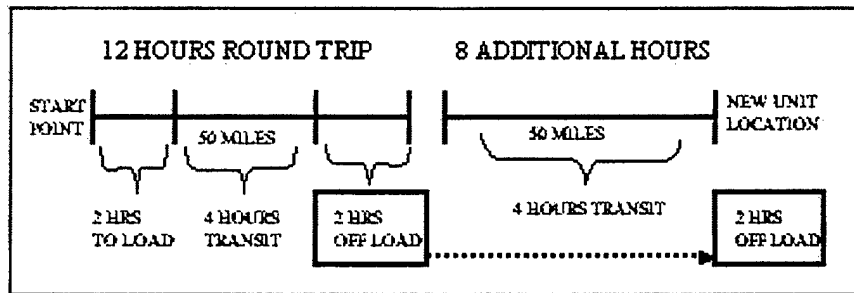 12 HOURS ROUND TRIP
8 ADDITIONAL HOURS
START
POINT
50 MILES
50 MILES
NEW UNIT
LOCATION
2 HRS
TO LOAD
4 HOURS
TRANSIT
2 HRS
OFF LOAD
4 HOURS TRANSIT
2 HRS
OFF LOAD